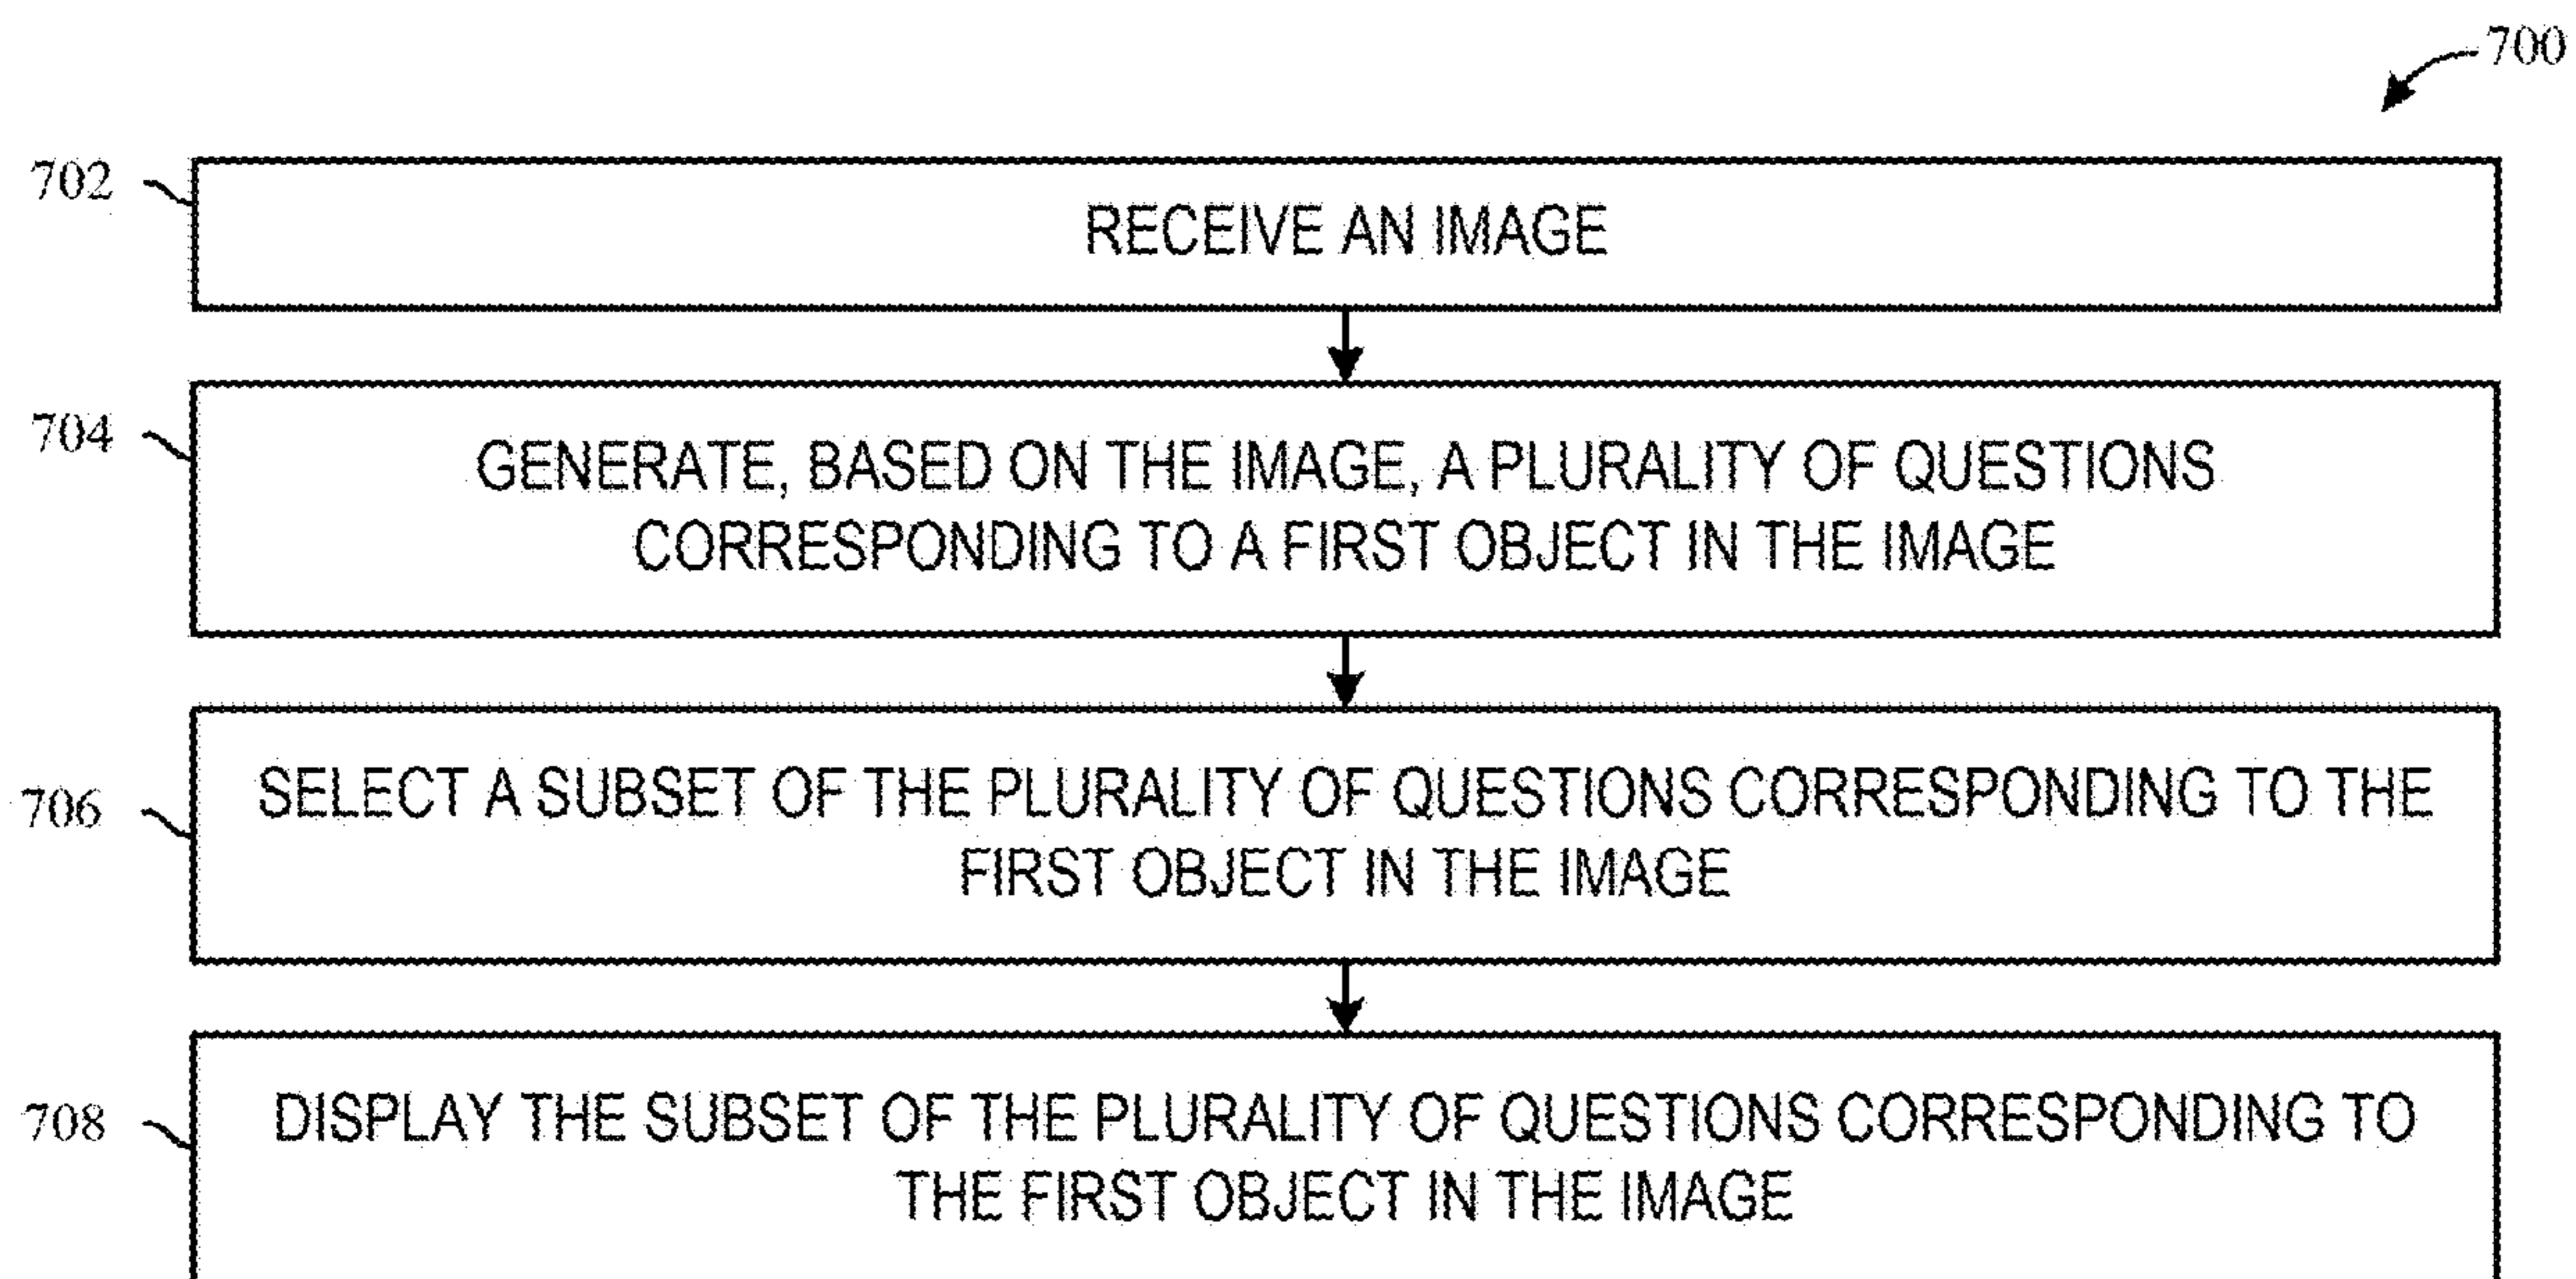 700
702
RECEIVE AN IMAGE
704
GENERATE, BASED ON THE IMAGE, A PLURALITY OF QUESTIONS
CORRESPONDING TO A FIRST OBJECT IN THE IMAGE
706
SELECT A SUBSET OF THE PLURALITY OF QUESTIONS CORRESPONDING TO THE
FIRST OBJECT IN THE IMAGE
708
DISPLAY THE SUBSET OF THE PLURALITY OF QUESTIONS CORRESPONDING TO
THE FIRST OBJECT IN THE IMAGE